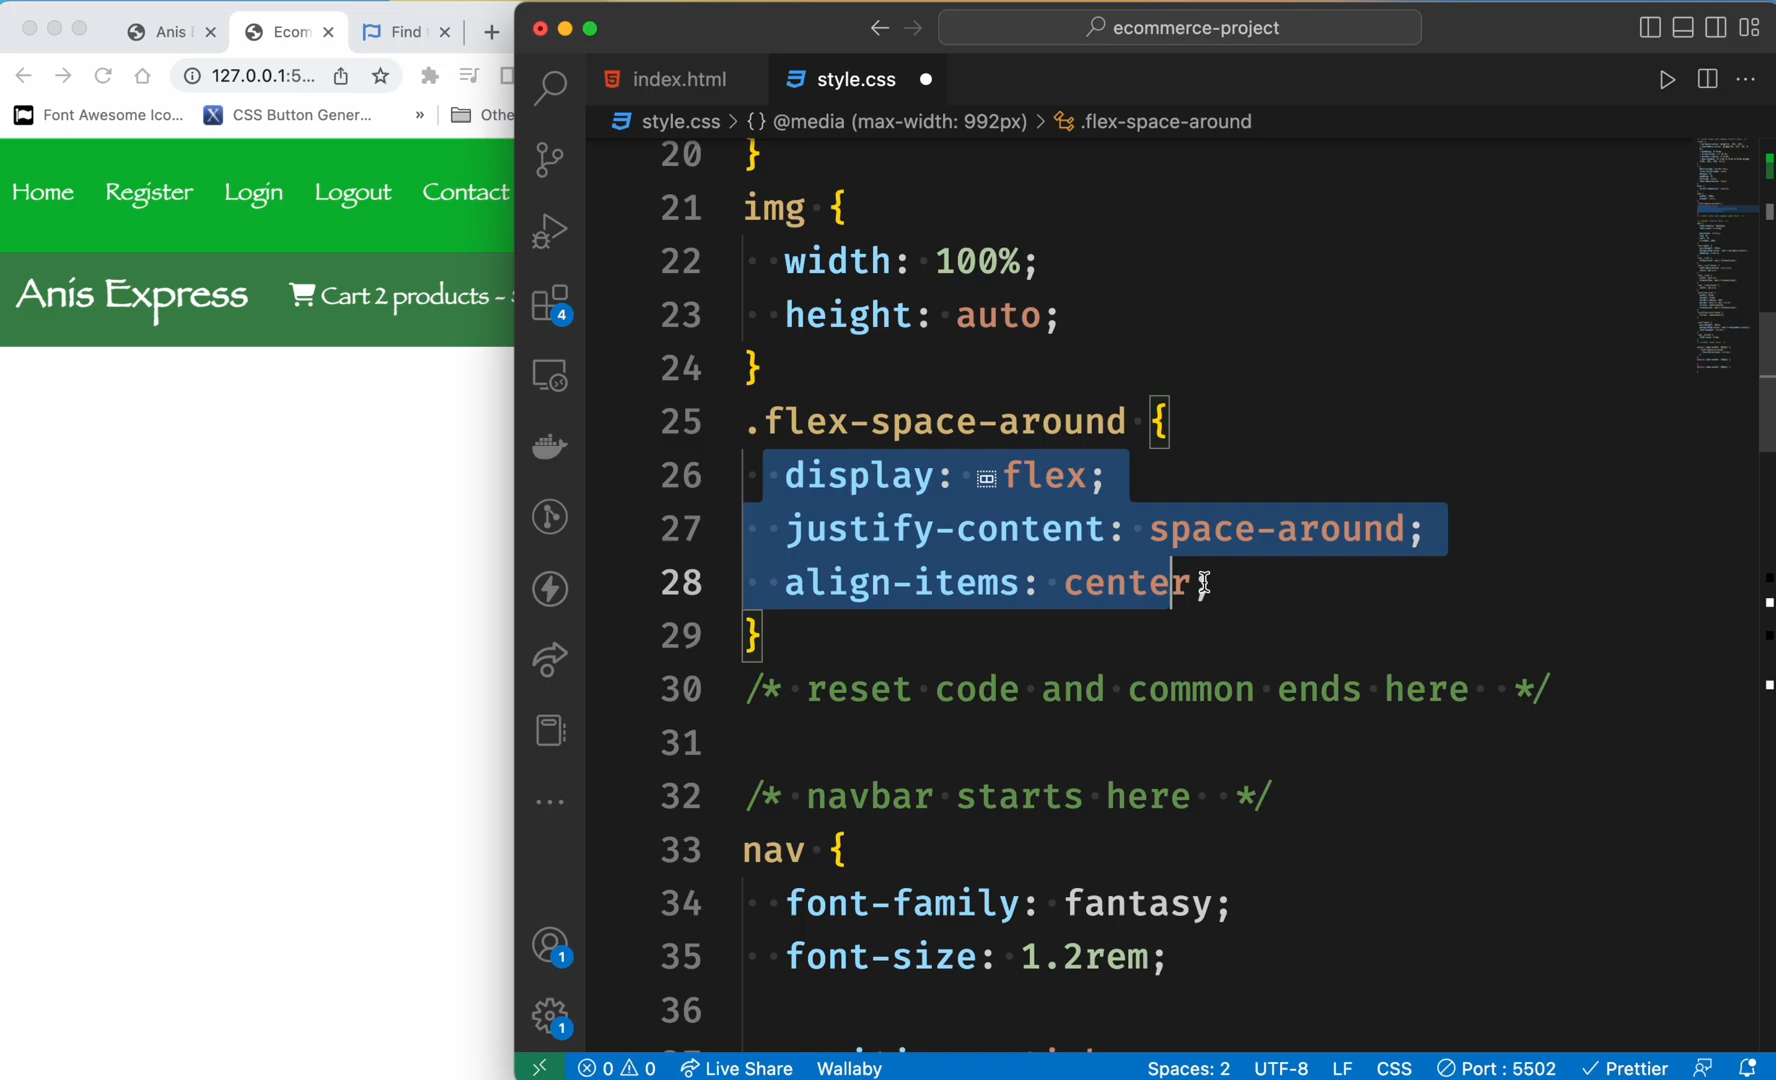 Anis
Ecom
Find
ecommerce-project
127.0.0.1:5...
Font Awesome Ico...
CSS Button Gener...
»
Othe
Home
Register
Login
Logout
Contact
Anis Express
Cart 2 products -
index.html
style.css
style.css > {} @media (max-width: 992px) > .flex-space-around
20 }
21 img {
22 width: 100%;
23 height: auto;
24 }
25 .flex-space-around {
26 display: flex;
27 justify-content: space-around;
28 align-items: center;
29 }
30 /* reset code and common ends here */
31
32 /* navbar starts here */
33 nav {
34 font-family: fantasy;
35 font-size: 1.2rem;
36
4
1
1
0 0
Live Share
Wallaby
Spaces: 2
UTF-8
LF
CSS
Port : 5502
Prettier